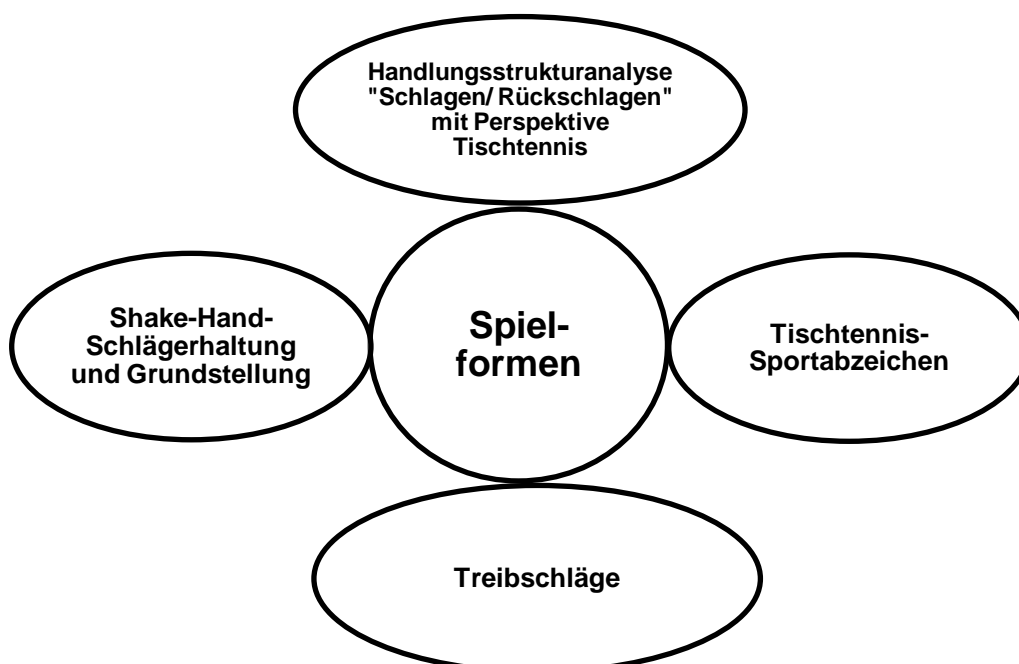 Handlungsstrukturanalyse
"Schlagen/ Rückschlagen"
mit Perspektive
Tischtennis
Shake-Hand-
Schlägerhaltung
und Grundstellung
Spiel-
formen
Tischtennis-
Sportabzeichen
Treibschläge